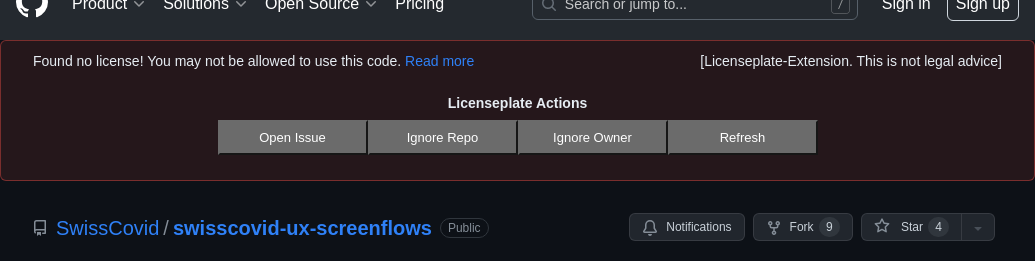 Product Solutions Open Source Pricing Search or jump to... / Sign in Sign up
Found no license! You may not be allowed to use this code. Read more [Licenseplate-Extension. This is not legal advice]
Licenseplate Actions
Open Issue Ignore Repo Ignore Owner Refresh
SwissCovid / swisscovid-ux-screenflows Public Notifications Fork 9 Star 4